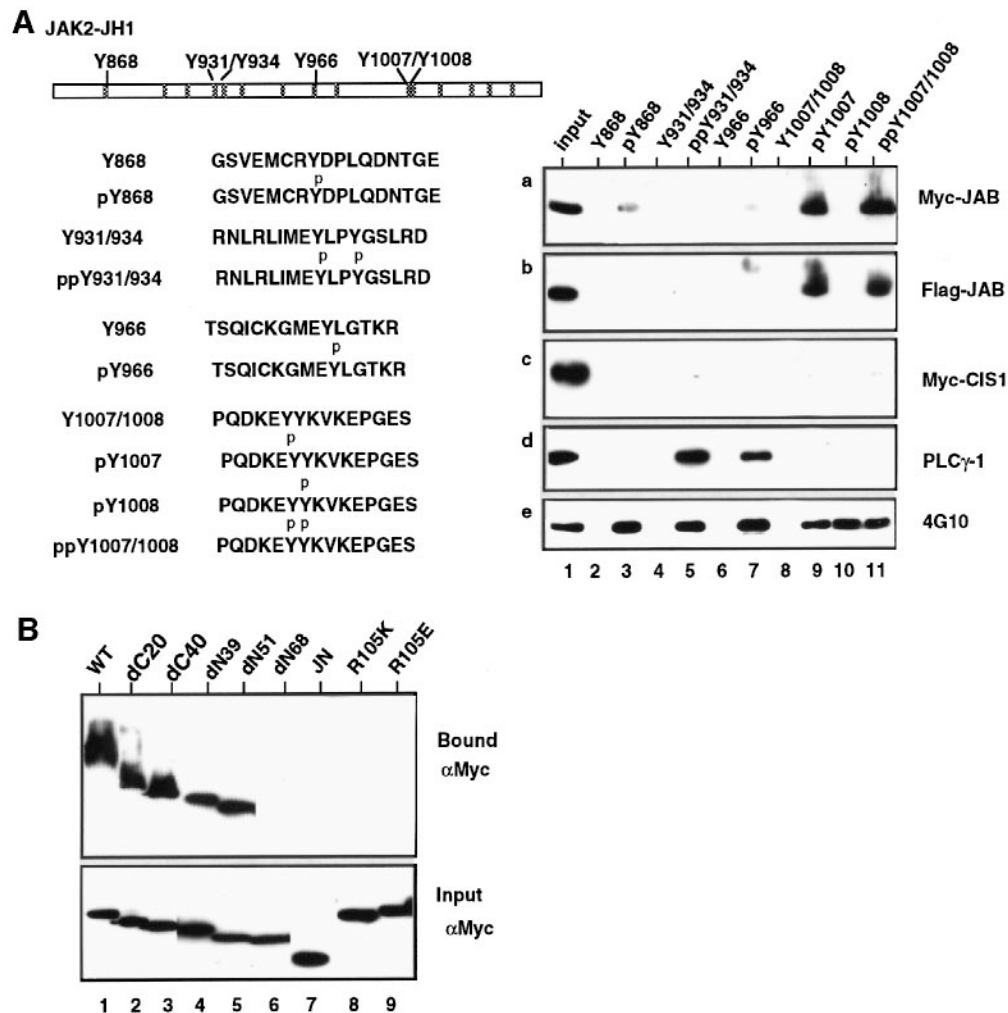 A JAK2-JH1
Y868 Y931/Y934 Y966 Y1007/Y1008
Y868 GSVEMCRYDPLQDNTGE
p
pY868 GSVEMCRYDPLQDNTGE
Y931/934 RNLRLIMEYLPYGSLRD
p p
ppY931/934 RNLRLIMEYLPYGSLRD
Y966 TSQICKGMEYLGTKR
p
pY966 TSQICKGMEYLGTKR
Y1007/1008 PQDKEYYKVKEPGES
p
pY1007 PQDKEYYKVKEPGES
p
pY1008 PQDKEYYKVKEPGES
p p
ppY1007/1008 PQDKEYYKVKEPGES
input Y868 pY868 Y931/934 ppY931/934 Y966 pY966 Y1007/1008 pY1007 pY1008 ppY1007/1008
a Myc-JAB
b Flag-JAB
c Myc-CIS1
d PLCγ-1
e 4G10
1 2 3 4 5 6 7 8 9 10 11
B
WT dC20 dC40 dN39 dN51 dN68 JN R105K R105E
Bound
αMyc
Input
αMyc
1 2 3 4 5 6 7 8 9